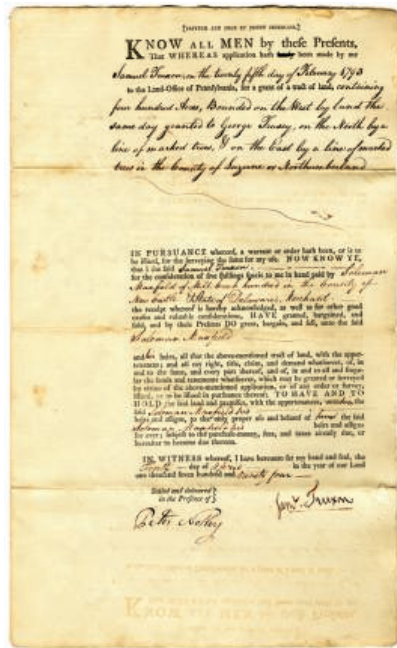 [PRINTED AND SOLD BY
KNOW ALL MEN by these Presents,
That WHEREAS application hath been made by me
Samuel Truxon, on the twenty fifth day of February 1793
to the Land-Office of Pennsylvania, for a grant of a tract of land, containing
four hundred Acres, Bounded on the West by land the
same day granted to George Trusey, on the North by a
line of marked trees, & on the East by a line of marked
trees in the County of Luzerne or Northumberland
IN PURSUANCE whereof, a warrant or order hath been, or is to
be issued, for the surveying the same for my use. NOW KNOW YE,
that I the said Samuel Truxon
for the consideration of five shillings specie to me in hand paid by Solomon
Maxfield of Mill Creek hundred in the County of
New Castle & State of Delaware, Merchant
the receipt whereof is hereby acknowledged, as well as for other good
causes and valuable considerations, HAVE granted, bargained, and
sold, and by these Presents DO grant, bargain, and sell, unto the said
Solomon Maxfield
and his heirs, all that the above-mentioned tract of land, with the appur-
tenances; and all my right, title, claim, and demand whatsoever, of, in
and to the same, and every part thereof, and of, in and to all and singu-
lar the lands and tenements whatsoever, which may be granted or surveyed
by virtue of the above-mentioned application, or of any order or survey,
issued, or to be issued in pursuance thereof; TO HAVE AND TO
HOLD the said land and premises, with the appurtenances, unto the
said Solomon Maxfield his
heirs and assigns, to the only proper use and behoof of the said
Solomon Maxfield his heirs and assigns
for ever; subject to the purchase-money, fees, and taxes already due, or
hereafter to become due thereon.
IN WITNESS whereof, I have hereunto set my hand and seal, the
day of in the year of our Lord
one thousand seven hundred and ninety four
Sealed and delivered
in the Presence of
Saml. Truxon
Peter